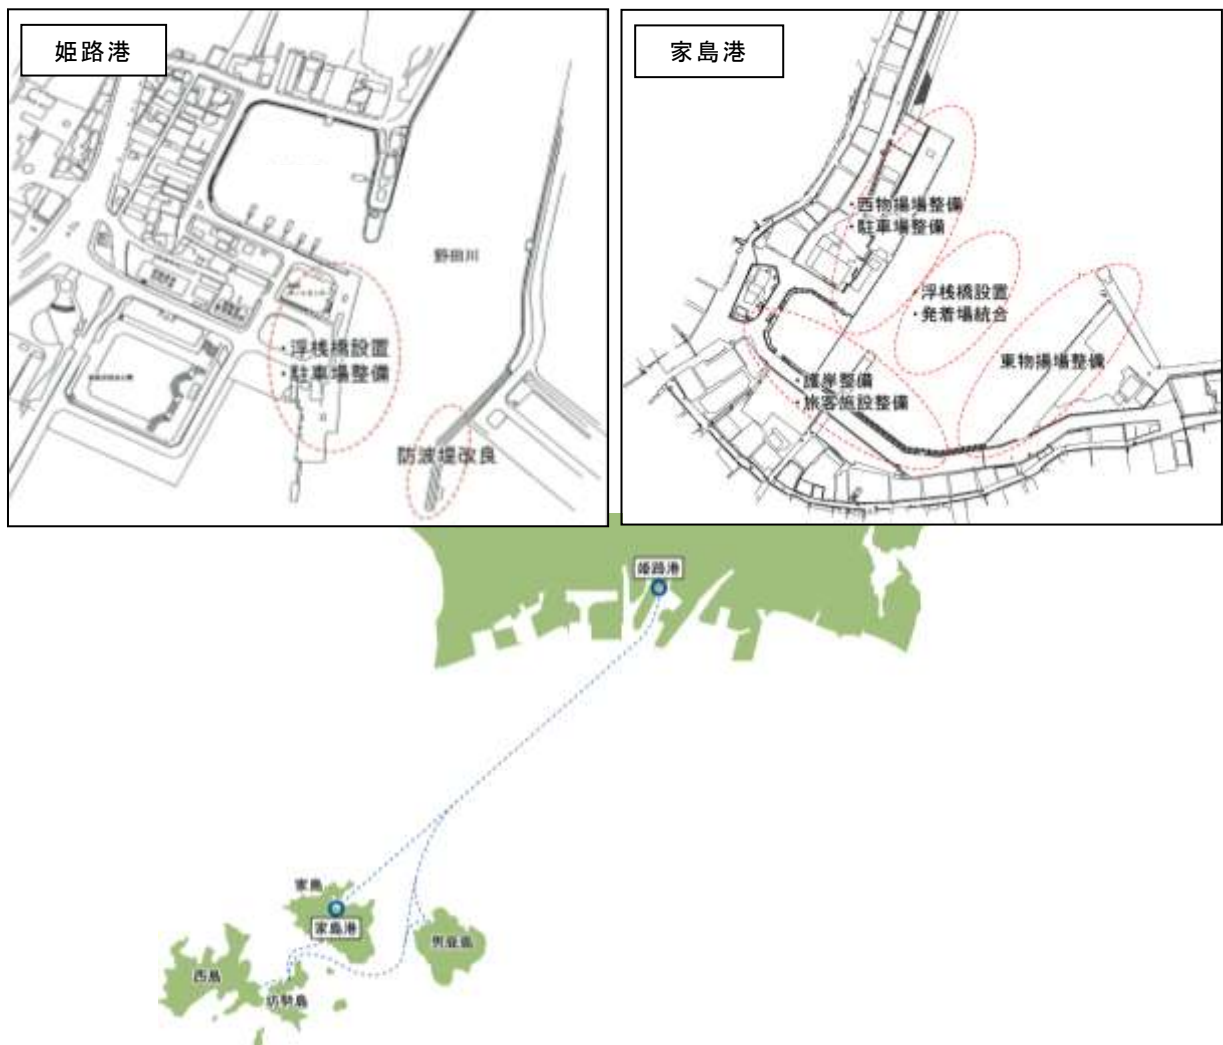 姫路港
野田川
・浮桟橋設置
・駐車場整備
防波堤改良
家島港
・西物揚場整備
・駐車場整備
・浮桟橋設置
・発着場統合
東物揚場整備
・護岸整備
・旅客施設整備
姫路港
家島
家島港
男鹿島
西島
坊勢島